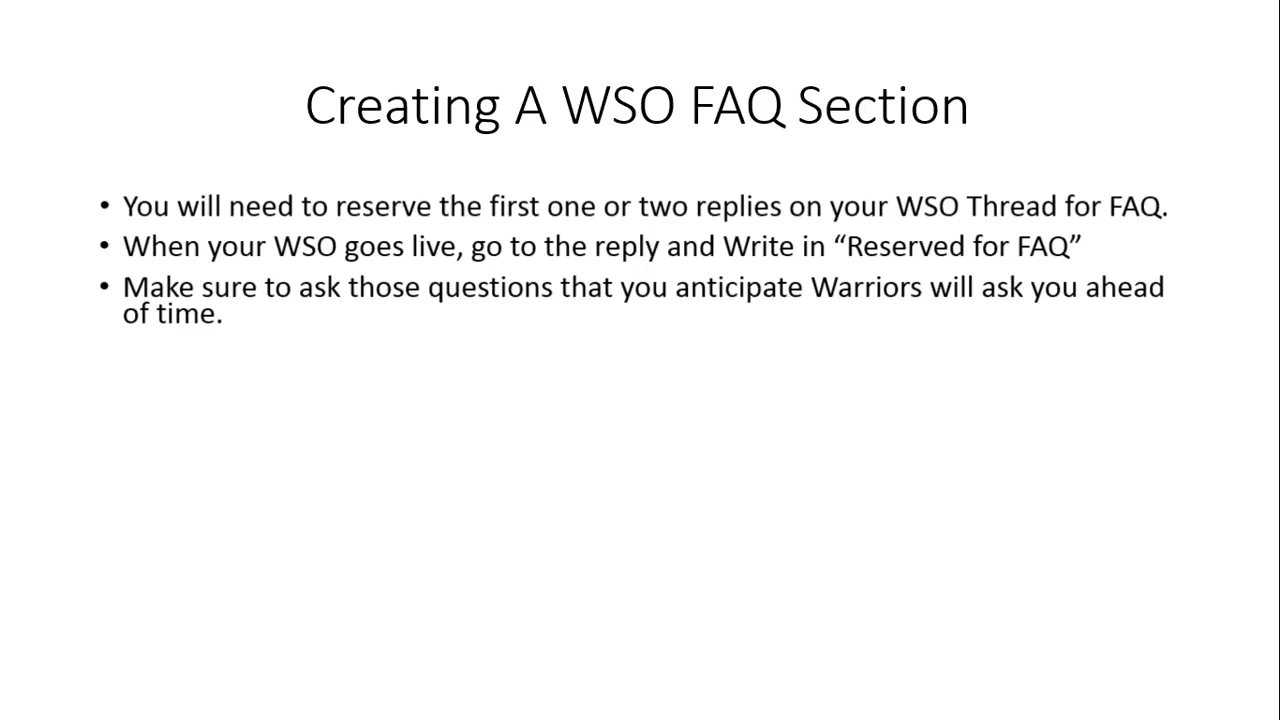 Creating A WSO FAQ Section
• You will need to reserve the first one or two replies on your WSO Thread for FAQ.
• When your WSO goes live, go to the reply and Write in “Reserved for FAQ”
• Make sure to ask those questions that you anticipate Warriors will ask you ahead
of time.